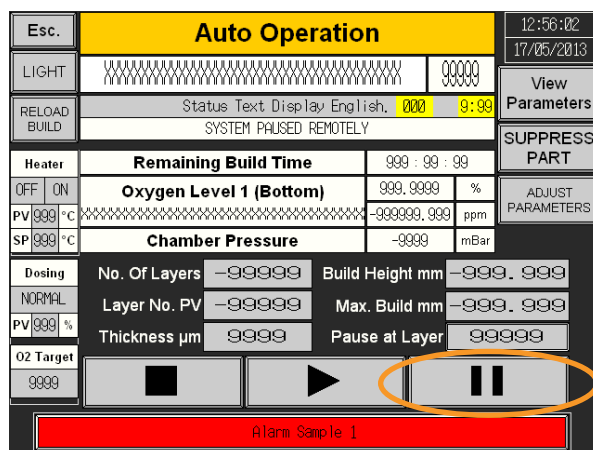 Esc.
Auto Operation
12:56:02
17/05/2013
LIGHT
XXXXXXXXXXXXXXXXXXXXXXXXXXXXXXXX
99999
View
Parameters
RELOAD
BUILD
Status Text Display English. 000 9:99
SYSTEM PAUSED REMOTELY
SUPPRESS
PART
Heater
Remaining Build Time
999 : 99 : 99
OFF ON
Oxygen Level 1 (Bottom)
999.9999 %
ADJUST
PARAMETERS
PV 999 °C
-999999.999 ppm
SP 999 °C
Chamber Pressure
-9999 mBar
Dosing
No. Of Layers -99999
Build Height mm -999.999
NORMAL
Layer No. PV -99999
Max. Build mm -999.999
PV 999 %
Thickness µm 9999
Pause at Layer 99999
O2 Target
9999
Alarm Sample 1